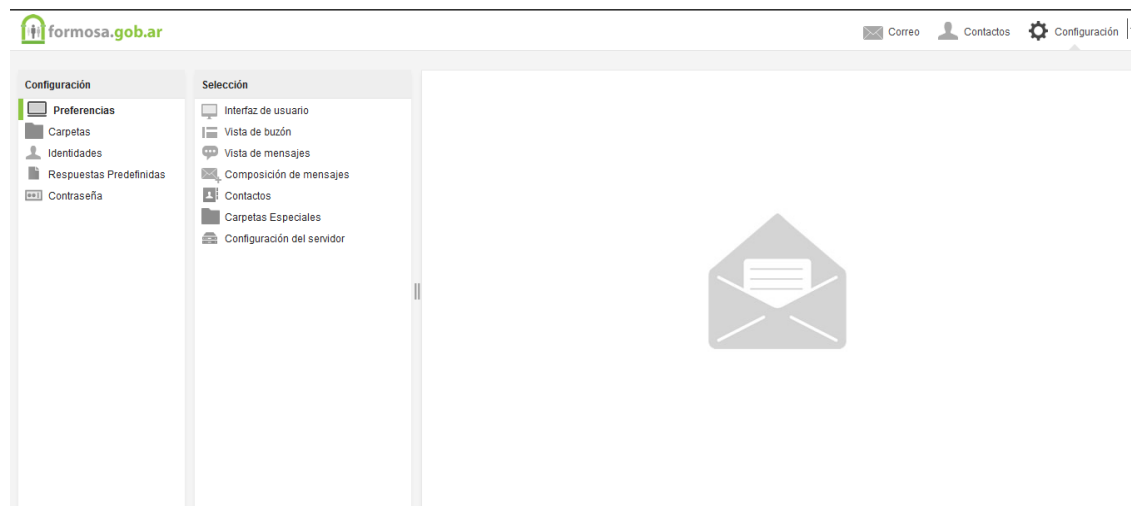 formosa.gob.ar
Correo
Contactos
Configuración
Configuración
Preferencias
Carpetas
Identidades
Respuestas Predefinidas
Contraseña
Selección
Interfaz de usuario
Vista de buzón
Vista de mensajes
Composición de mensajes
Contactos
Carpetas Especiales
Configuración del servidor